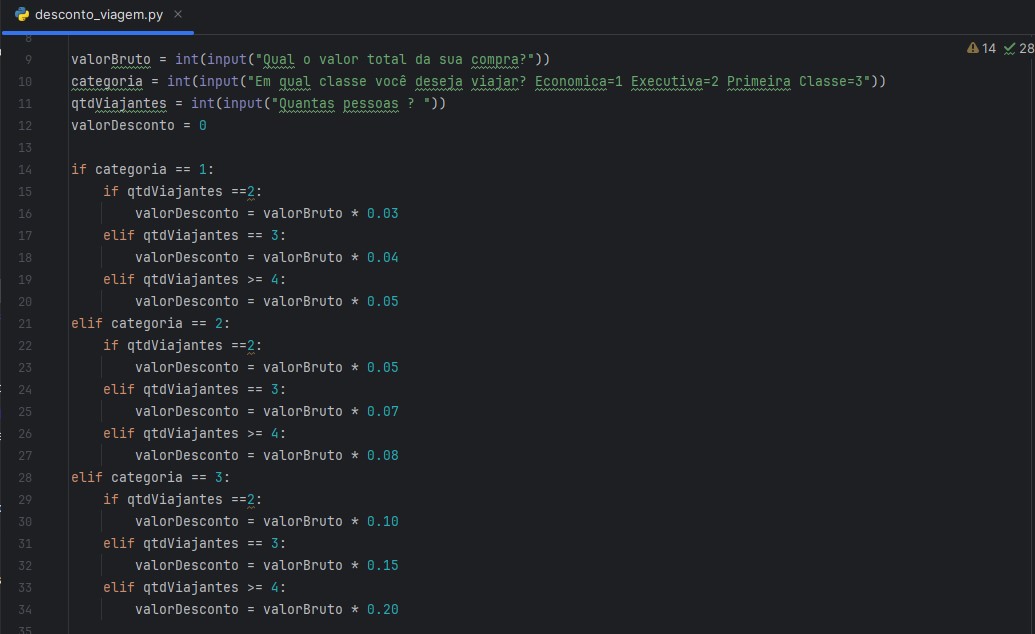 desconto_viagem.py
14 28
8
9 valorBruto = int(input("Qual o valor total da sua compra?"))
10 categoria = int(input("Em qual classe você deseja viajar? Economica=1 Executiva=2 Primeira Classe=3"))
11 qtdViajantes = int(input("Quantas pessoas ? "))
12 valorDesconto = 0
13
14 if categoria == 1:
15 if qtdViajantes ==2:
16 valorDesconto = valorBruto * 0.03
17 elif qtdViajantes == 3:
18 valorDesconto = valorBruto * 0.04
19 elif qtdViajantes >= 4:
20 valorDesconto = valorBruto * 0.05
21 elif categoria == 2:
22 if qtdViajantes ==2:
23 valorDesconto = valorBruto * 0.05
24 elif qtdViajantes == 3:
25 valorDesconto = valorBruto * 0.07
26 elif qtdViajantes >= 4:
27 valorDesconto = valorBruto * 0.08
28 elif categoria == 3:
29 if qtdViajantes ==2:
30 valorDesconto = valorBruto * 0.10
31 elif qtdViajantes == 3:
32 valorDesconto = valorBruto * 0.15
33 elif qtdViajantes >= 4:
34 valorDesconto = valorBruto * 0.20
35